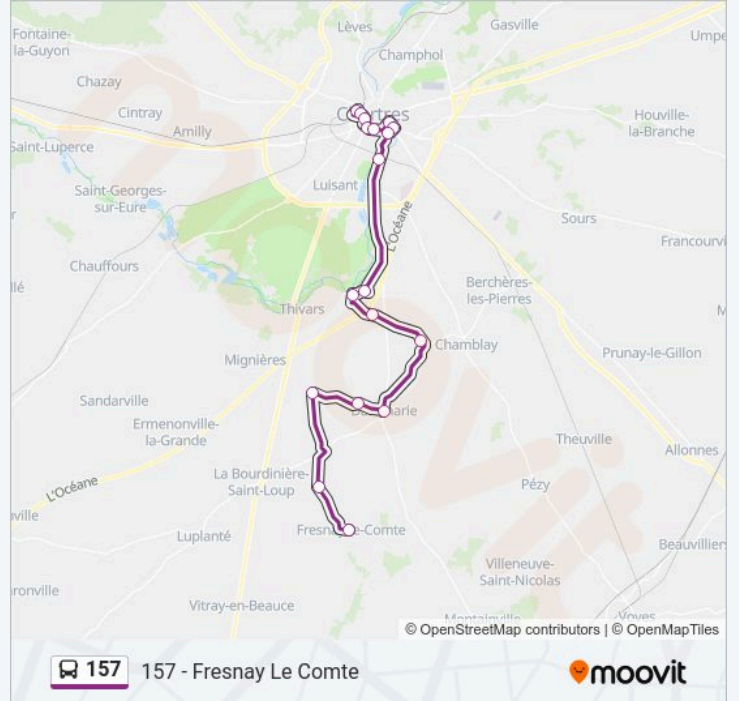 Fontaine-
la-Guyon
Lèves
Gasville
Champhol
Chazay
Cintray
Amilly
Houville-
la-Branche
Saint-Luperce
Saint-Georges-
sur-Eure
Luisant
Sours
L'Océane
Francourvi
Chauffours
Berchères-
les-Pierres
Thivars
Chamblay
Mignières
Prunay-le-Gillon
Sandarville
Ermenonville-
la-Grande
Theuville
Allonnes
La Bourdinière-
Saint-Loup
L'Océane
Pézy
Luplanté
Villeneuve-
Saint-Nicolas
Vitray-en-Beauce
Voves
© OpenStreetMap contributors | © OpenMapTiles
157
157 - Fresnay Le Comte
moovit